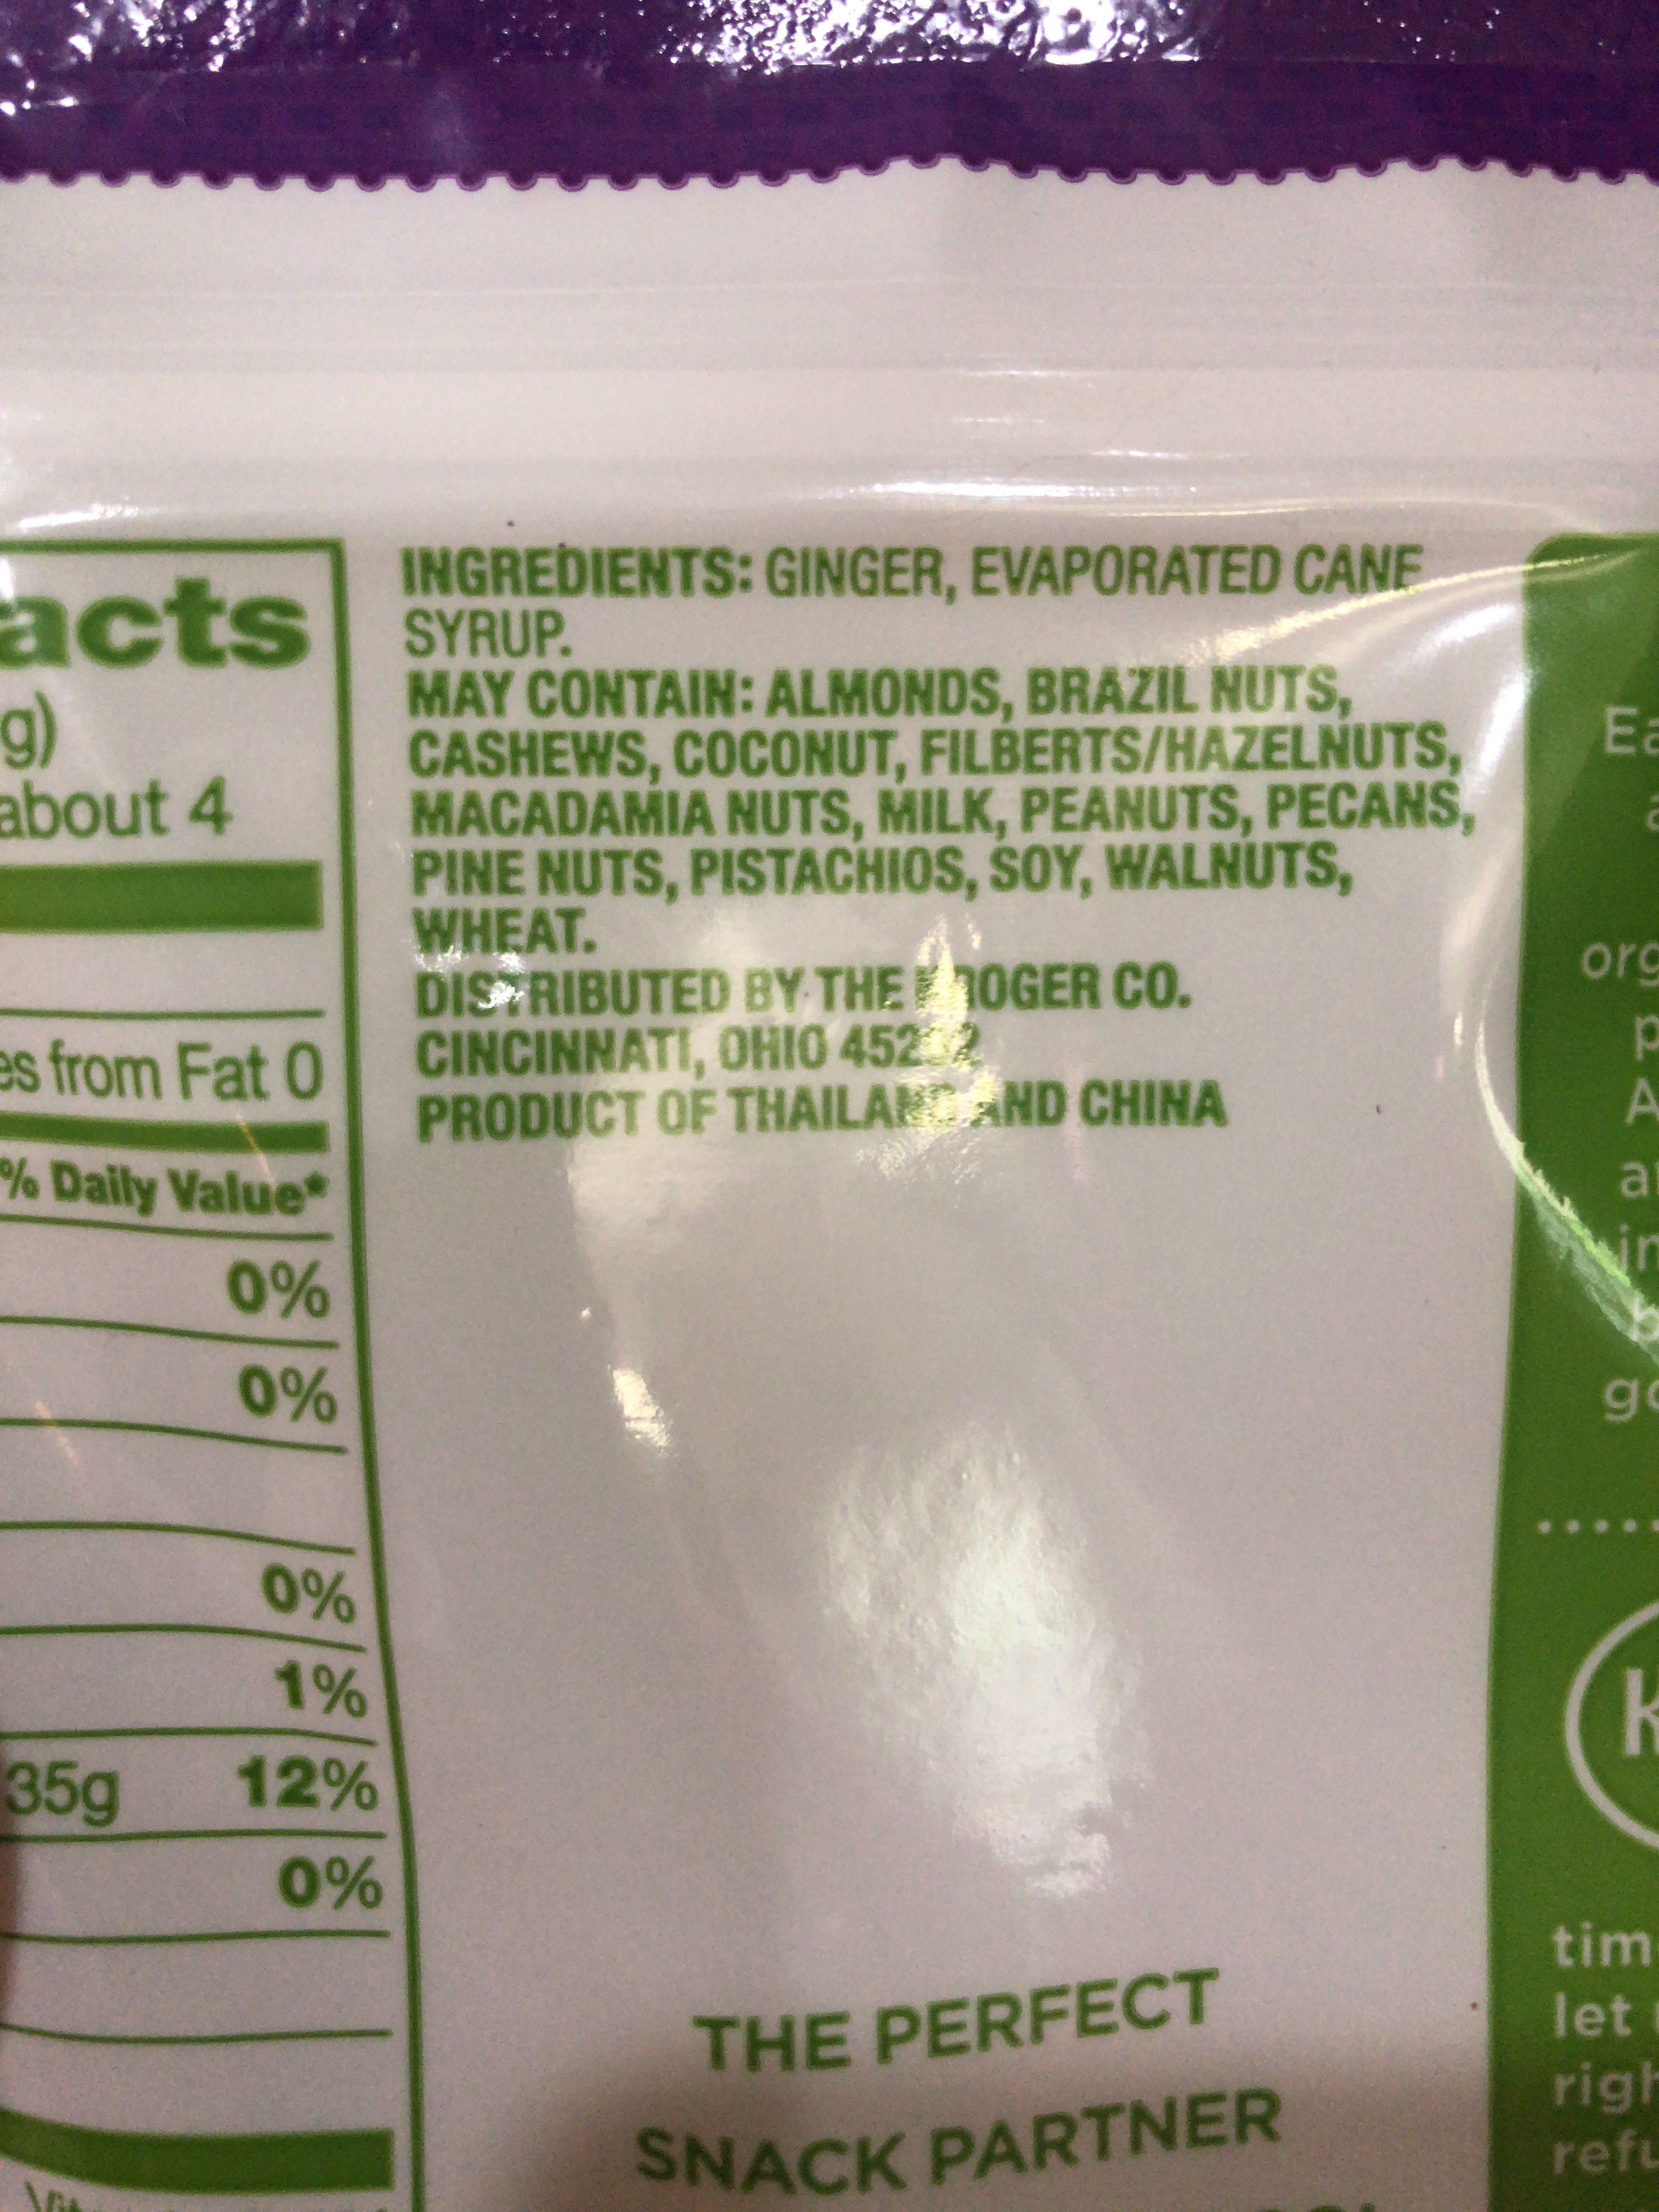 acts
g)
about 4
es from Fat 0
% Daily Value*
0%
0%
0%
1%
35g 12%
0%
INGREDIENTS: GINGER, EVAPORATED CANE
SYRUP.
MAY CONTAIN: ALMONDS, BRAZIL NUTS,
CASHEWS, COCONUT, FILBERTS/HAZELNUTS,
MACADAMIA NUTS, MILK, PEANUTS, PECANS,
PINE NUTS, PISTACHIOS, SOY, WALNUTS,
WHEAT.
DISTRIBUTED BY THE KROGER CO.
CINCINNATI, OHIO
PRODUCT OF THAILAND AND CHINA
THE PERFECT
SNACK PARTNER
Ea
org
p
A
a
in
b
go
K
tim
let
righ
refu